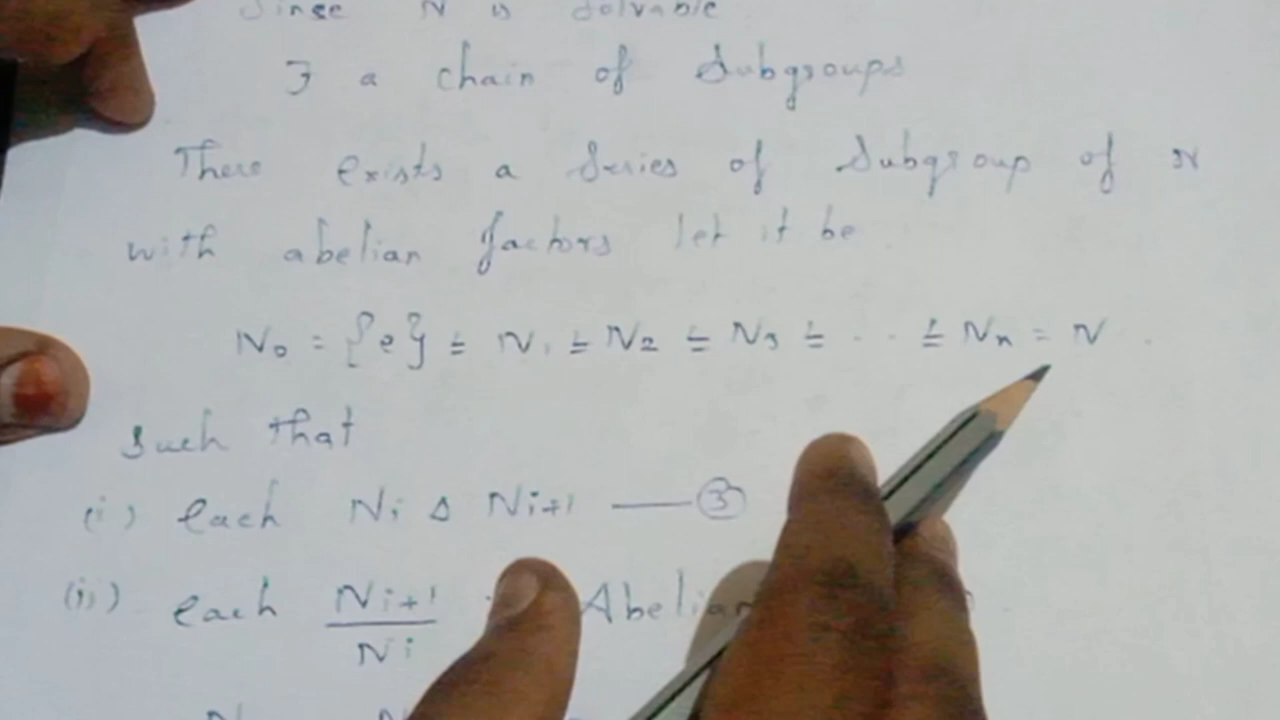 Since N is Solvable
∃ a chain of Subgroups
There exists a Series of Subgroup of N
with abelian factors let it be
N₀ = {e} ≤ N₁ ≤ N₂ ≤ N₃ ≤ . . ≤ Nₙ = N
Such that
(i) each Ni Δ Ni+1 —— ③
(ii) each Ni+1 / Ni Abelian